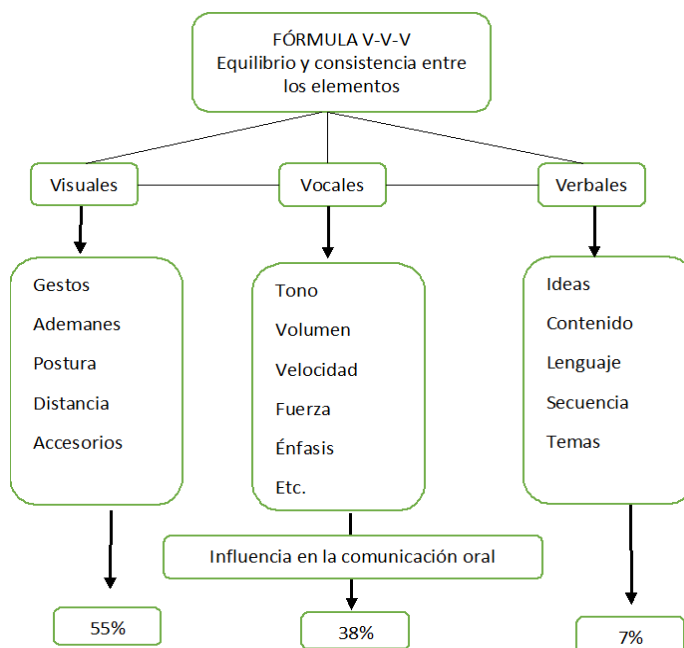 FÓRMULA V-V-V
Equilibrio y consistencia entre
los elementos
Visuales
Vocales
Verbales
Gestos
Ademanes
Postura
Distancia
Accesorios
Tono
Volumen
Velocidad
Fuerza
Énfasis
Etc.
Ideas
Contenido
Lenguaje
Secuencia
Temas
Influencia en la comunicación oral
55%
38%
7%